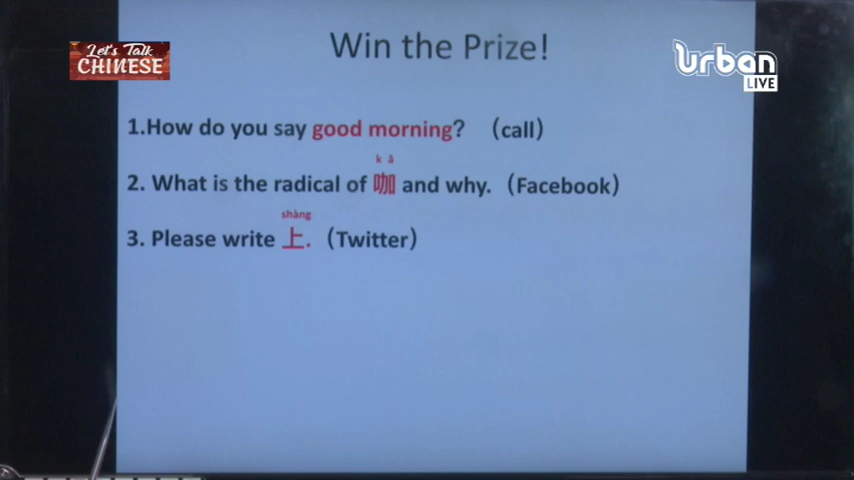 Let's Talk
CHINESE
Urban
LIVE
Win the Prize!
1.How do you say good morning? (call)
k ā
2. What is the radical of 咖 and why. (Facebook)
shàng
3. Please write 上. (Twitter)